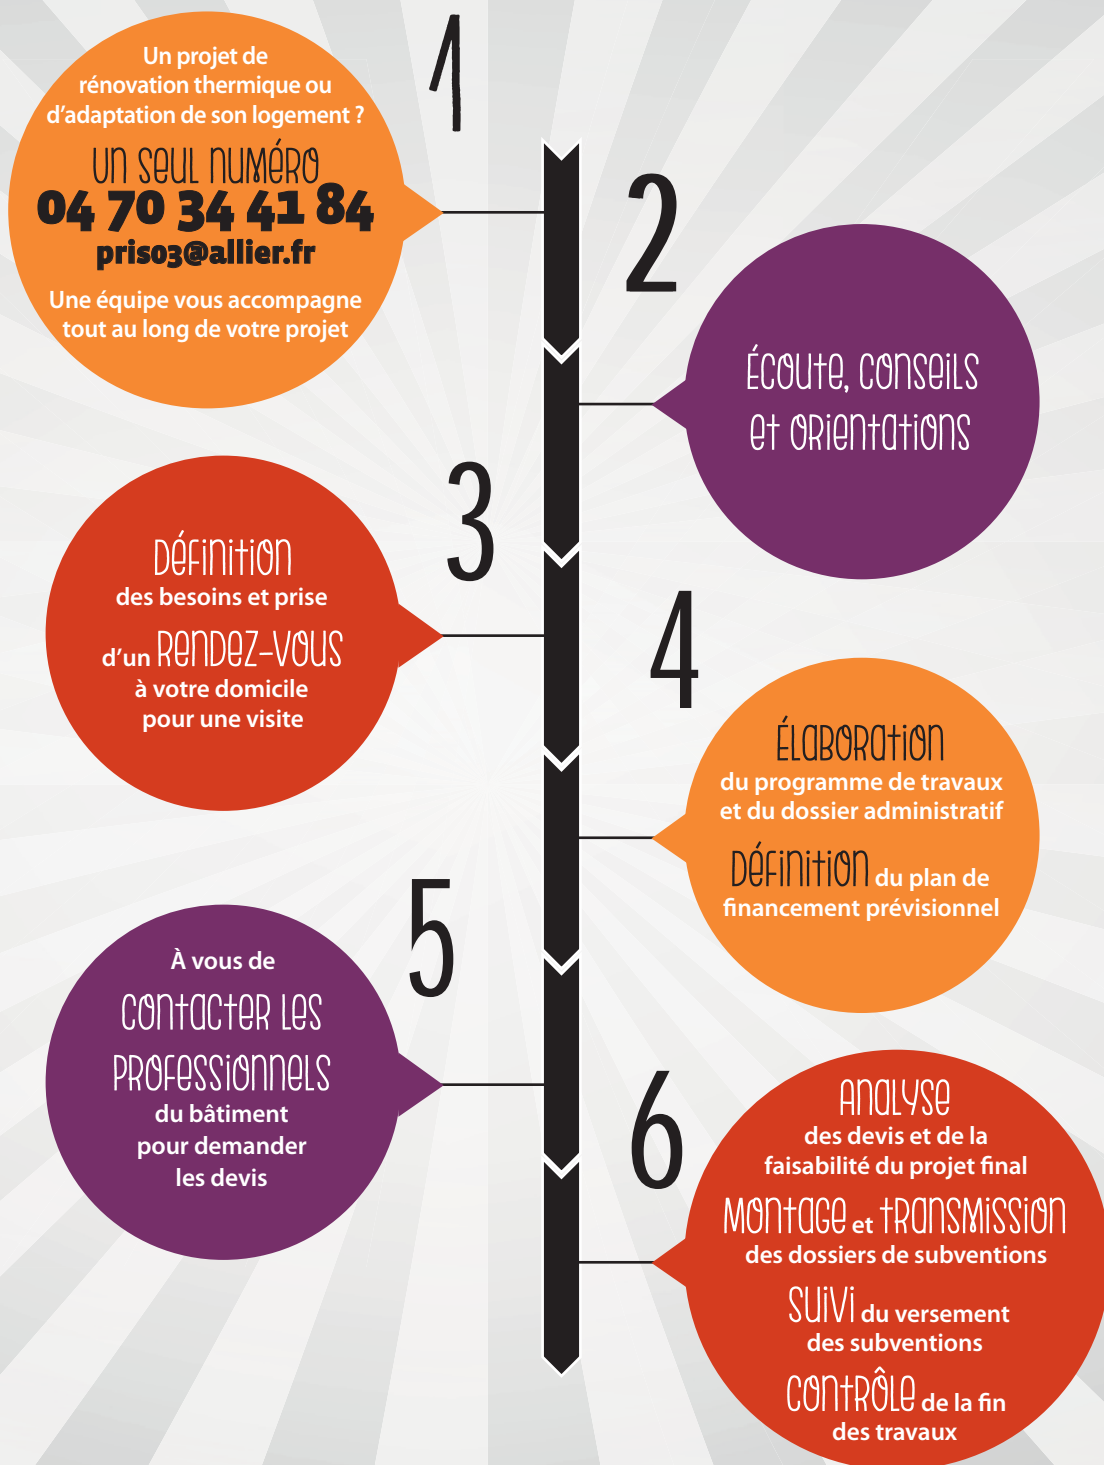 1
Un projet de
rénovation thermique ou
d'adaptation de son logement ?
un seul numéro
04 70 34 41 84
pris03@allier.fr
Une équipe vous accompagne
tout au long de votre projet
2
Écoute, conseils
et orientations
3
Définition
des besoins et prise
d'un Rendez-vous
à votre domicile
pour une visite
4
Élaboration
du programme de travaux
et du dossier administratif
Définition du plan de
financement prévisionnel
5
À vous de
contacter les
professionnels
du bâtiment
pour demander
les devis
6
Analyse
des devis et de la
faisabilité du projet final
Montage et transmission
des dossiers de subventions
Suivi du versement
des subventions
Contrôle de la fin
des travaux